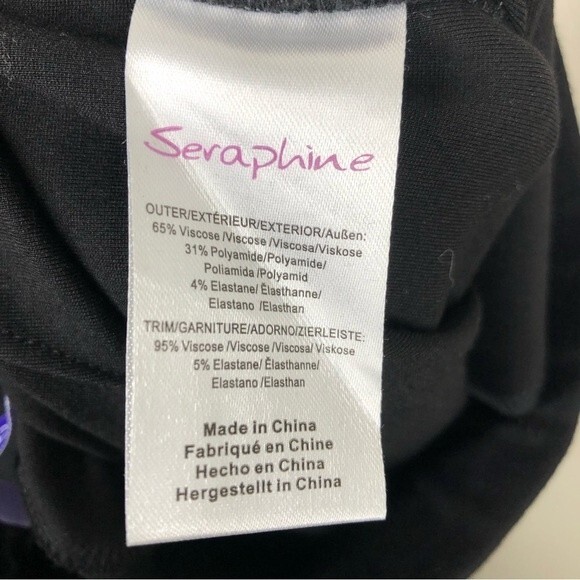 Seraphine
OUTER/EXTÉRIEUR/EXTERIOR/Außen:
65% Viscose /Viscose /Viscosa/Viskose
31% Polyamide/Polyamide/
Poliamida /Polyamid
4% Elastane/ Ėlasthanne/
Elastano /Elasthan
TRIM/GARNITURE/ADORNO/ZIERLEISTE:
95% Viscose /Viscose /Viscosa/ Viskose
5% Elastane/ Ėlasthanne/
Elastano /Elasthan
Made in China
Fabriqué en Chine
Hecho en China
Hergestellt in China